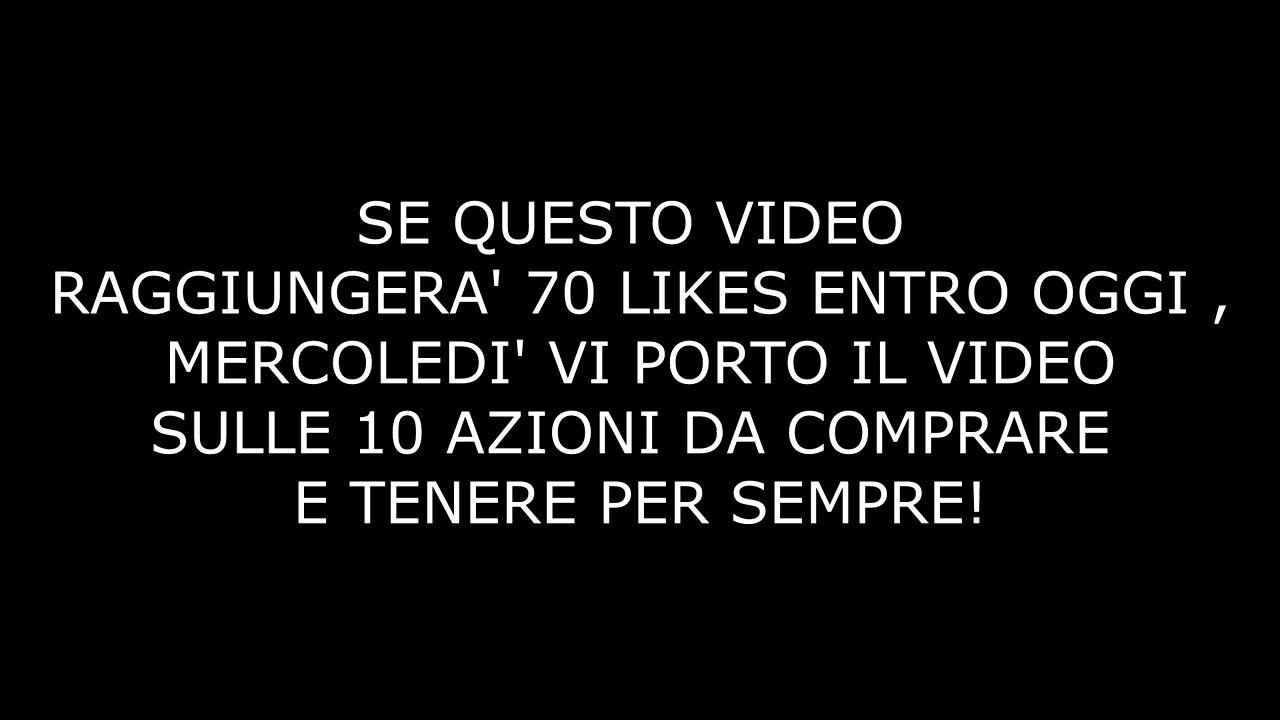 SE QUESTO VIDEO
RAGGIUNGERA' 70 LIKES ENTRO OGGI ,
MERCOLEDI' VI PORTO IL VIDEO
SULLE 10 AZIONI DA COMPRARE
E TENERE PER SEMPRE!